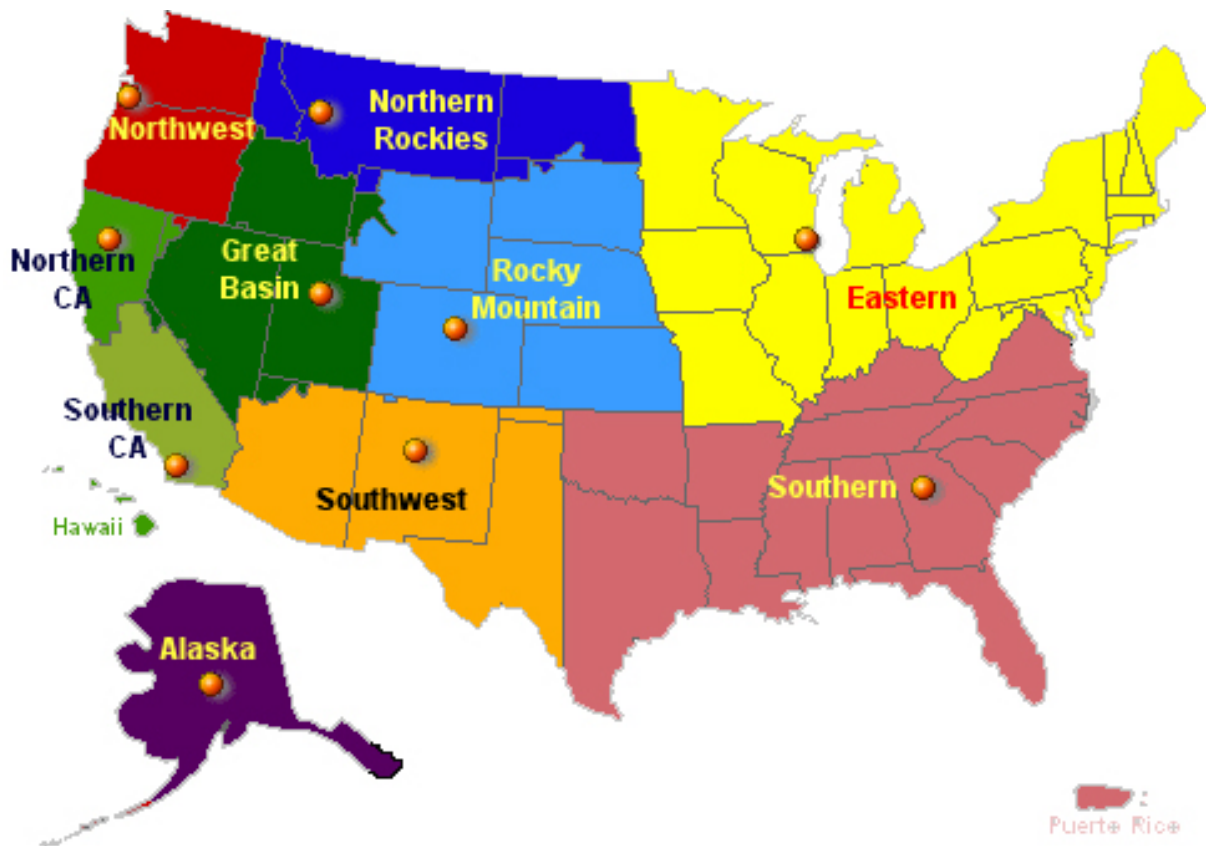 Northern
Rockies
Northwest
Northern
CA
Great
Basin
Rocky
Mountain
Eastern
Southern
CA
Southwest
Southern
Hawaii
Alaska
Puerto Rico